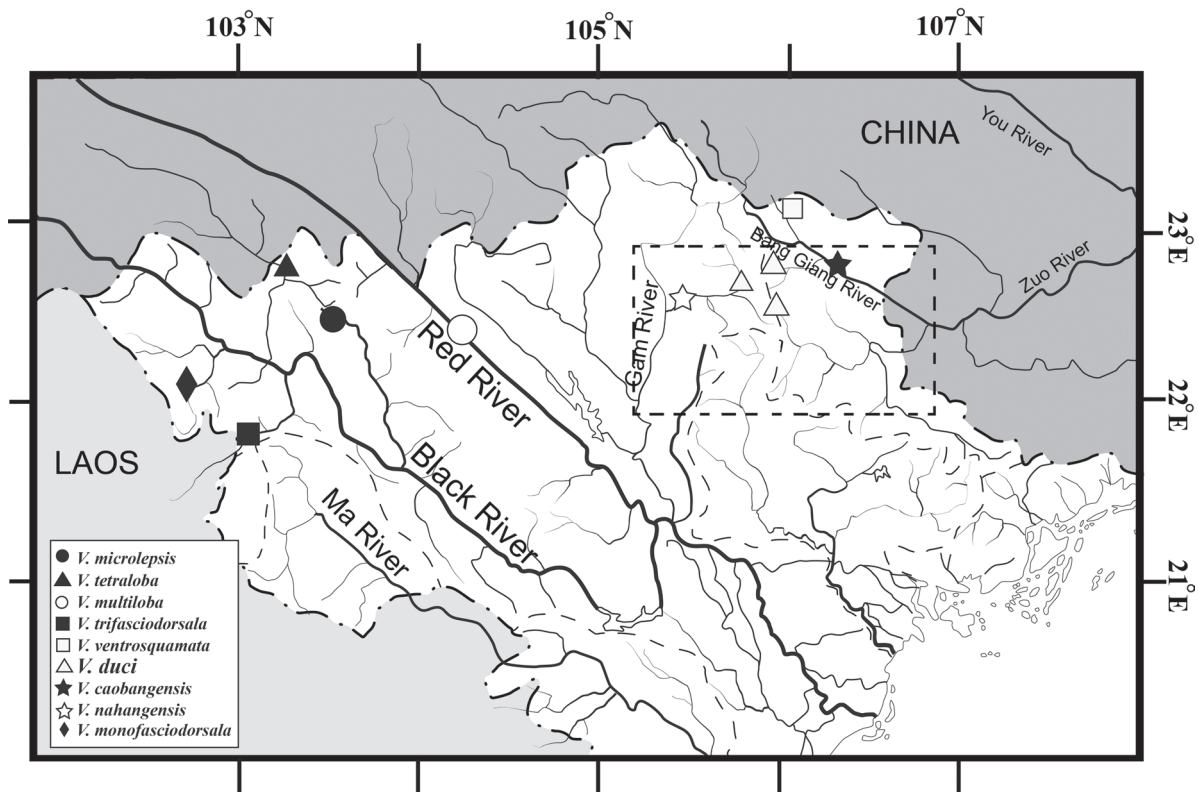 103°N
105°N
107°N
CHINA
You River
23°E
Bang Giang River
Zuo River
Gam River
Red River
22°E
LAOS
Black River
Ma River
21°E
V. microlepsis
V. tetraloba
V. multiloba
V. trifasciodorsala
V. ventrosquamata
V. duci
V. caobangensis
V. nahangensis
V. monofasciodorsala